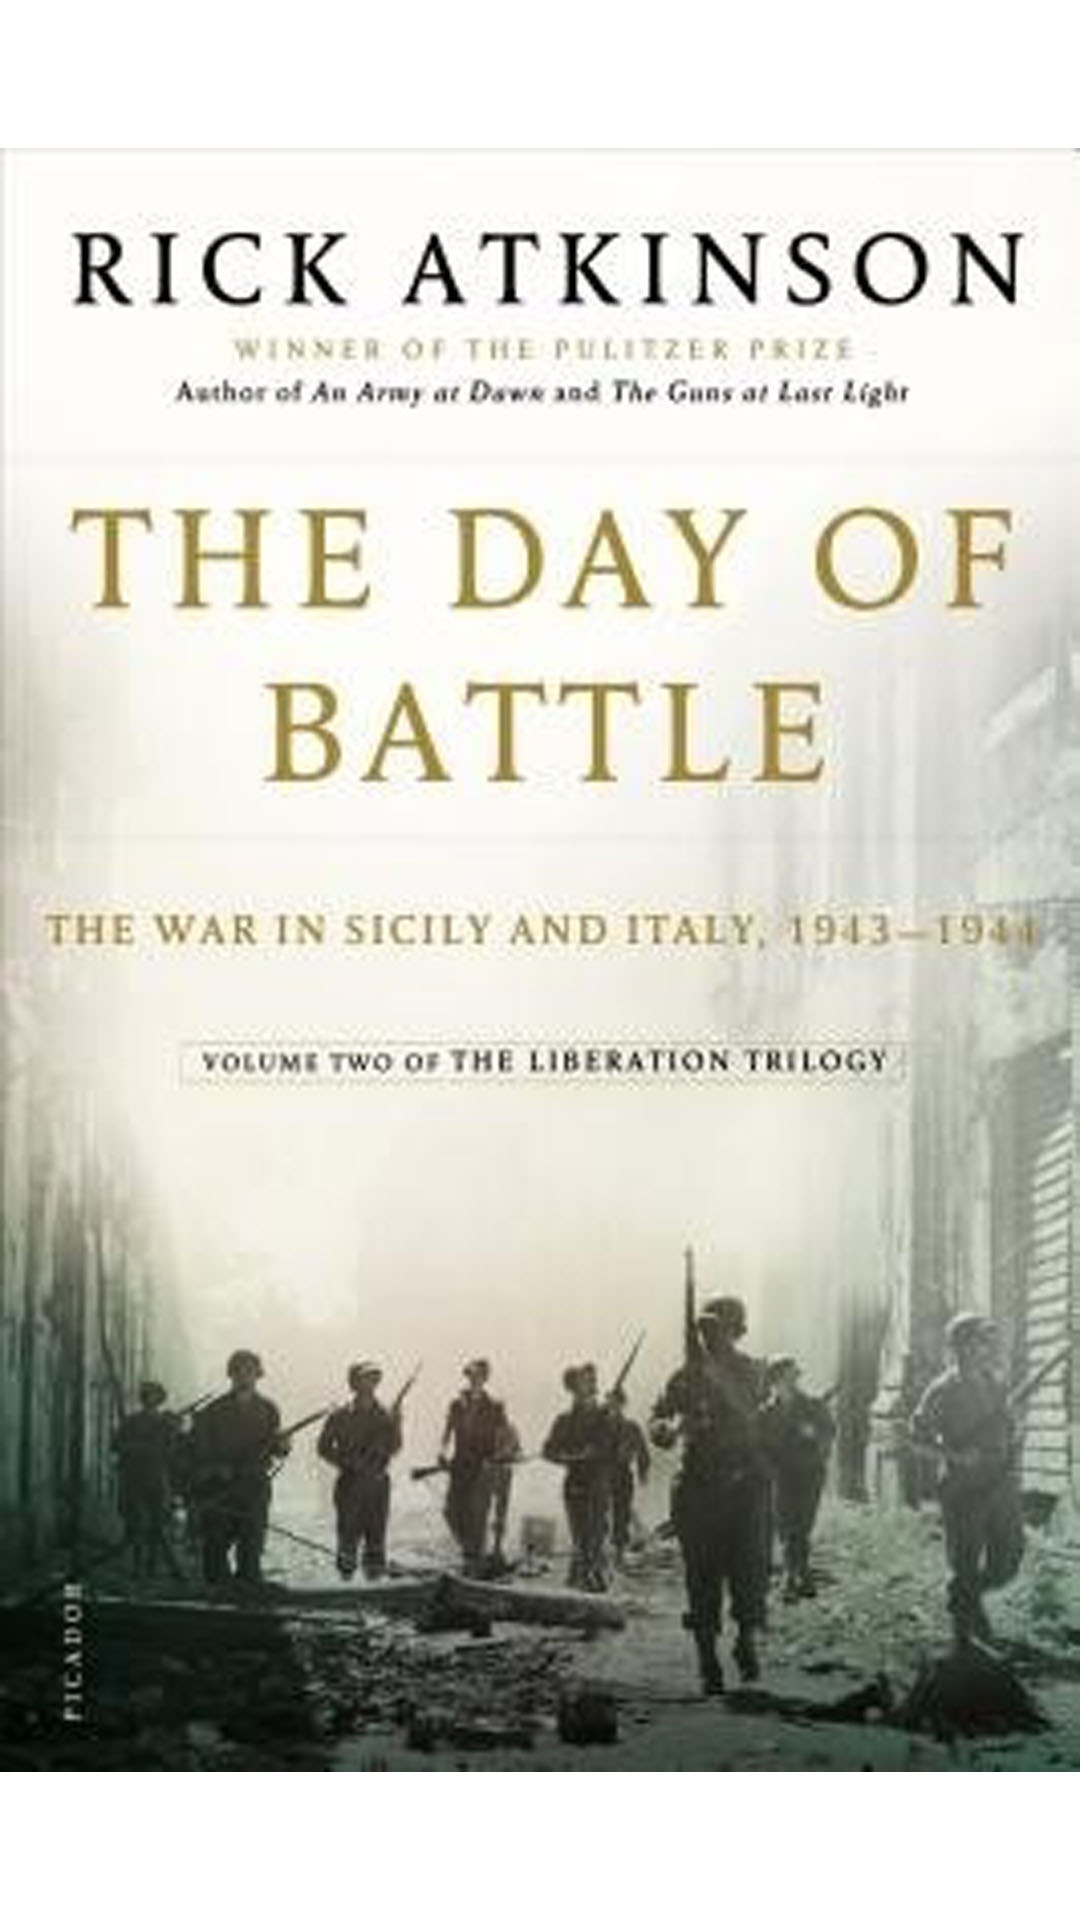 RICK ATKINSON
WINNER OF THE PULITZER PRIZE
Author of An Army at Dawn and The Guns at Last Light
THE DAY OF
BATTLE
THE WAR IN SICILY AND ITALY, 1943–1944
VOLUME TWO OF THE LIBERATION TRILOGY
PICADOR